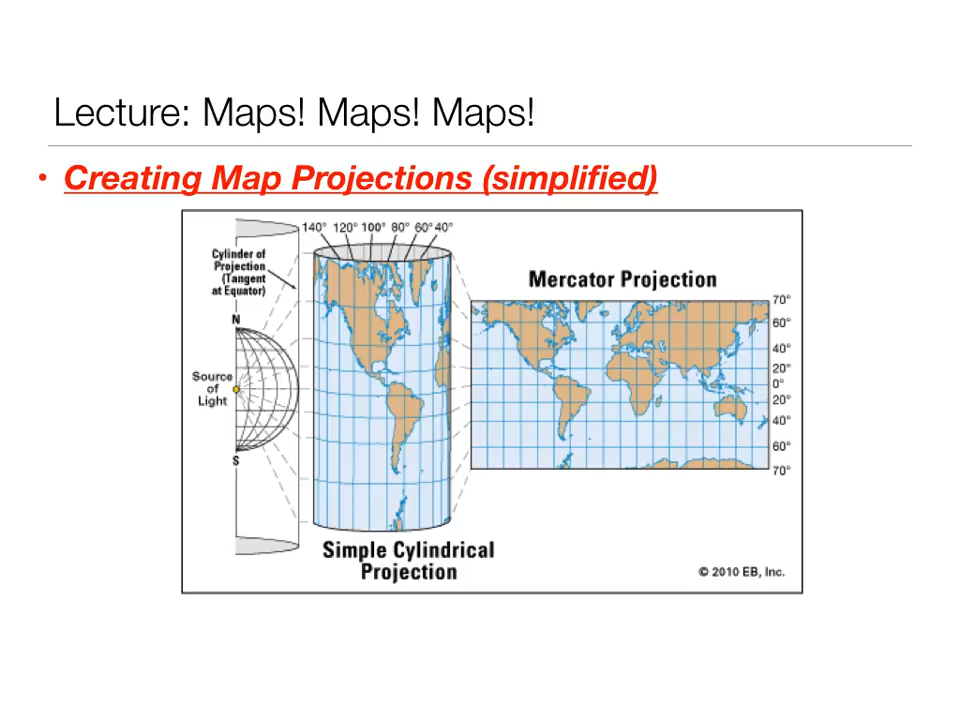 Lecture: Maps! Maps! Maps!
• Creating Map Projections (simplified)
140° 120° 100° 80° 60° 40°
Cylinder of
Projection
(Tangent
at Equator)
N
Source
of
Light
S
Simple Cylindrical
Projection
Mercator Projection
70°
60°
40°
20°
0°
20°
40°
60°
70°
© 2010 EB, Inc.